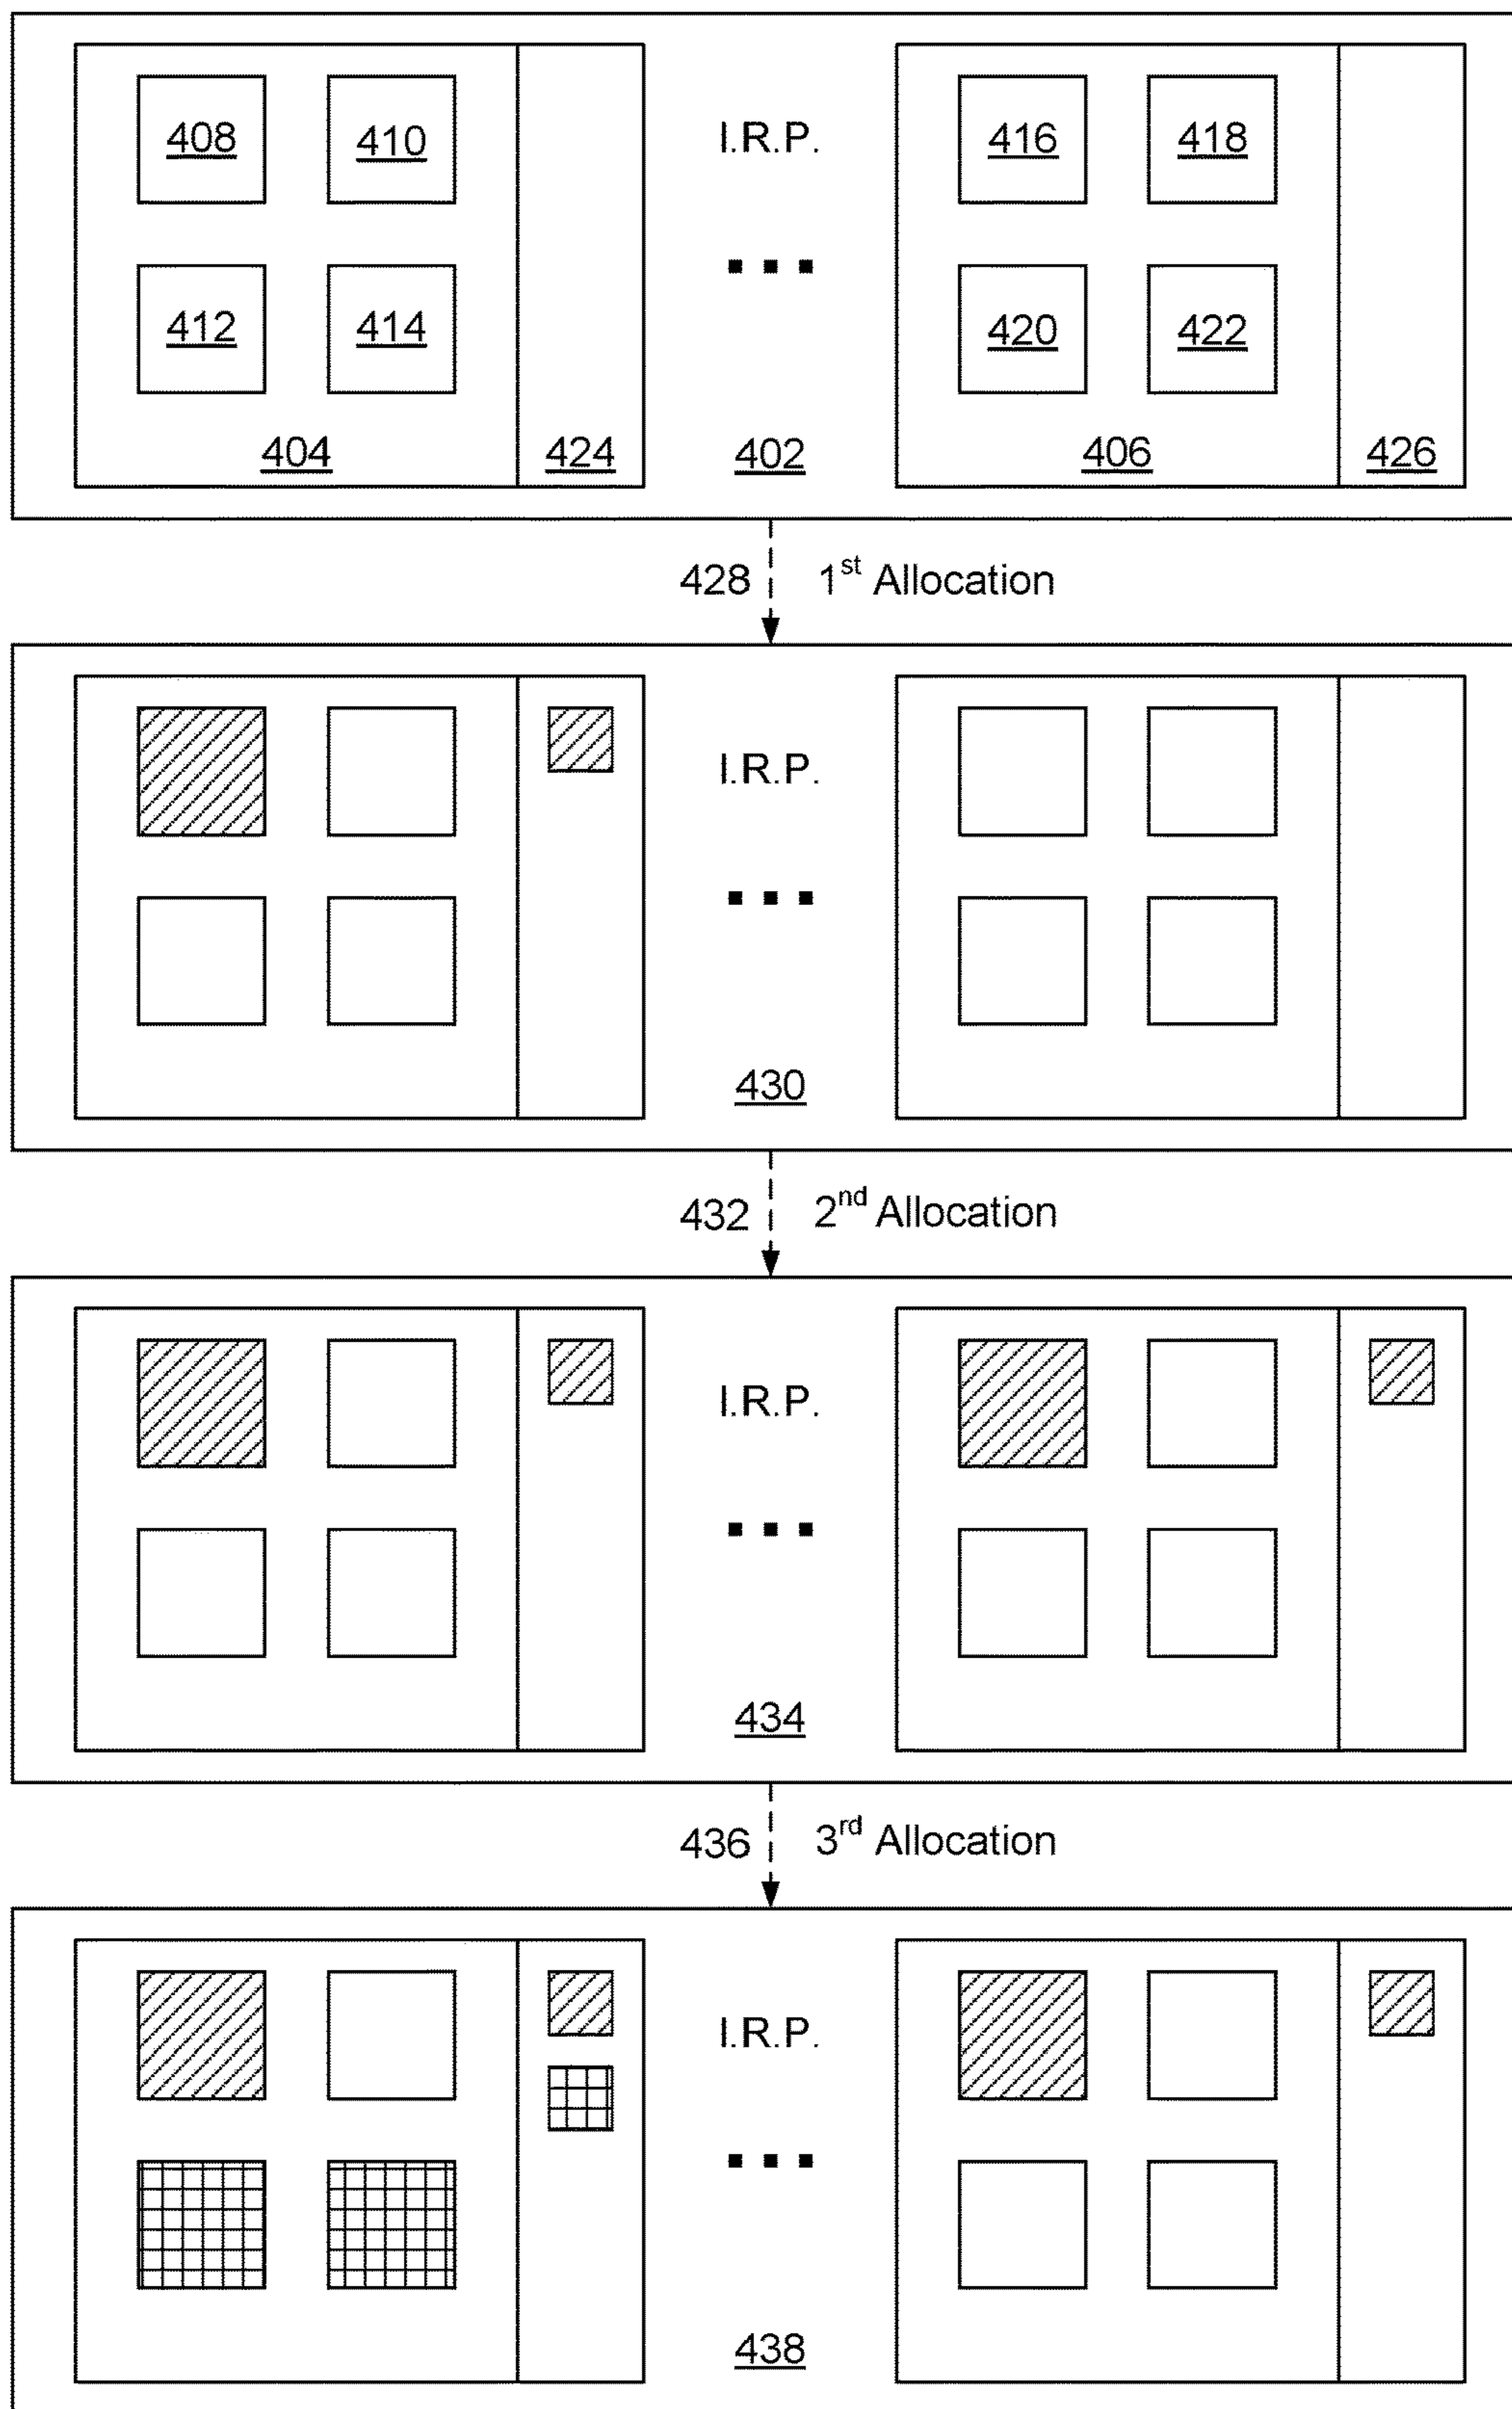 408 410 I.R.P. 416 418
412 414 420 422
404 424 402 406 426
428 1st Allocation
I.R.P.
430
432 2nd Allocation
I.R.P.
434
436 3rd Allocation
I.R.P.
438